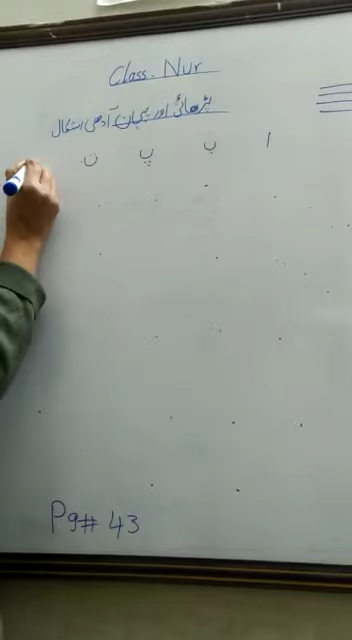 Class. Nur
پڑھائی اور پہچان آدھی اشکال
ا ب پ ت
Pg# 43